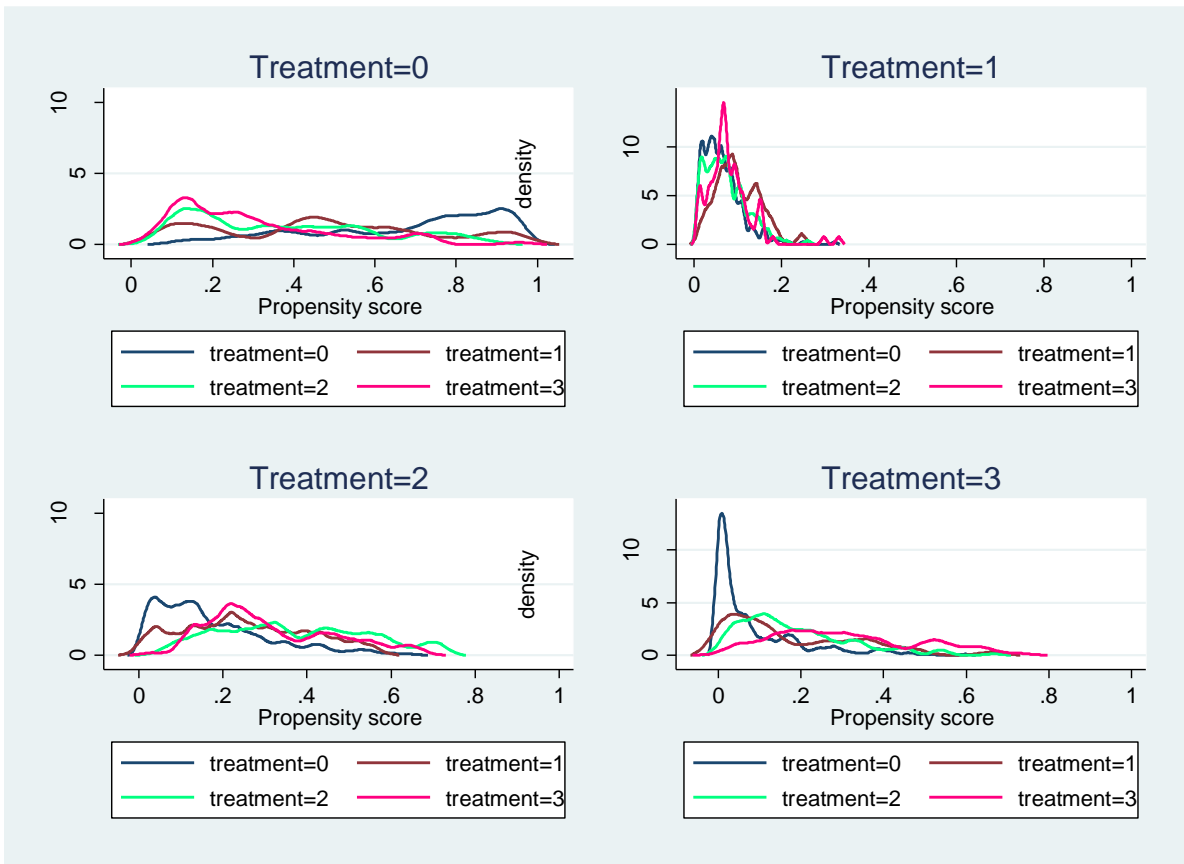 Treatment=0
10
5
0
density
0 .2 .4 .6 .8 1
Propensity score
treatment=0 treatment=1
treatment=2 treatment=3
Treatment=1
10
5
0
0 .2 .4 .6 .8 1
Propensity score
treatment=0 treatment=1
treatment=2 treatment=3
Treatment=2
10
5
0
density
0 .2 .4 .6 .8 1
Propensity score
treatment=0 treatment=1
treatment=2 treatment=3
Treatment=3
10
5
0
0 .2 .4 .6 .8 1
Propensity score
treatment=0 treatment=1
treatment=2 treatment=3